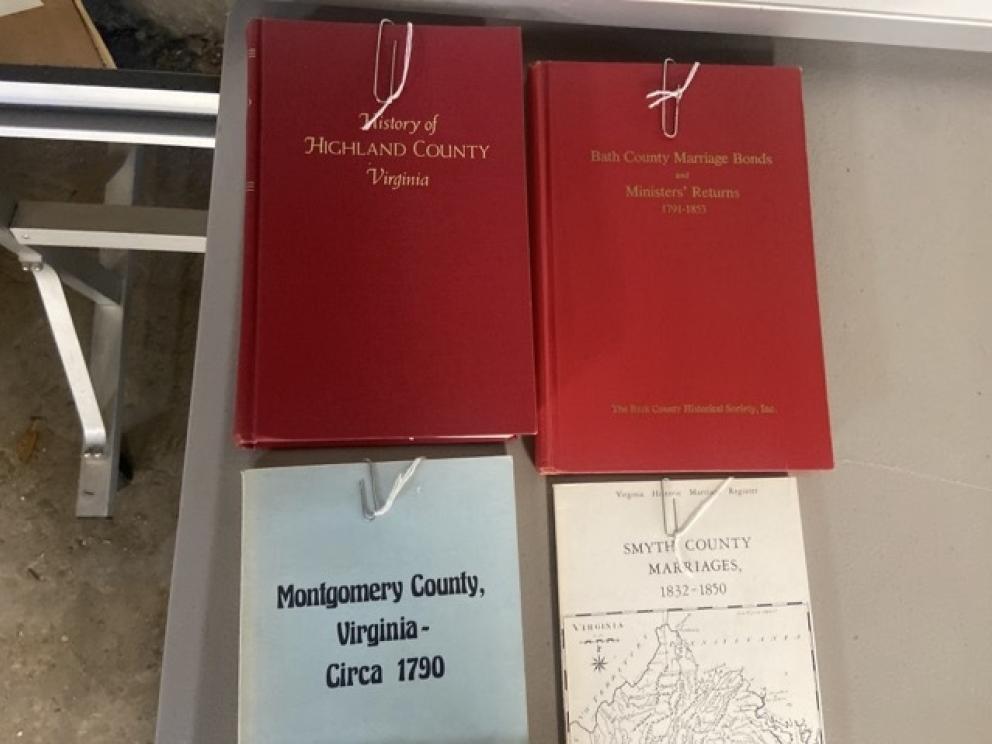 History of
HIGHLAND COUNTY
Virginia
Bath County Marriage Bonds
and
Ministers' Returns
1791-1853
The Bath County Historical Society, Inc.
Montgomery County,
Virginia-
Circa 1790
Virginia Historic Marriage Register
SMYTH COUNTY
MARRIAGES,
1832-1850
VIRGINIA
PENNSYLVANIA